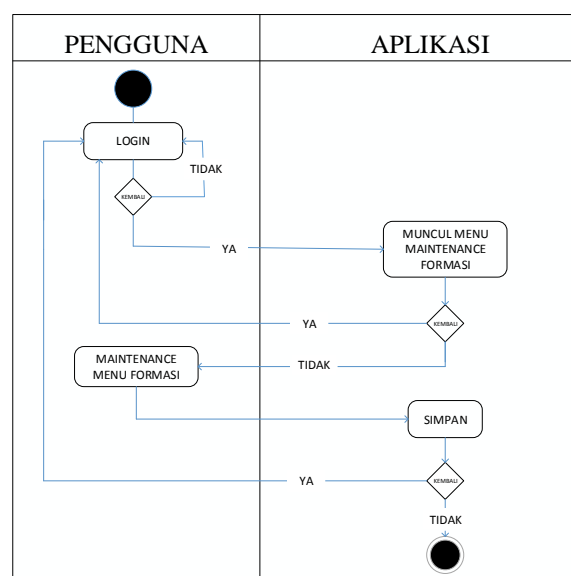 PENGGUNA
APLIKASI
LOGIN
TIDAK
KEMBALI
YA
MUNCUL MENU
MAINTENANCE
FORMASI
YA
KEMBALI
MAINTENANCE
MENU FORMASI
TIDAK
SIMPAN
YA
KEMBALI
TIDAK